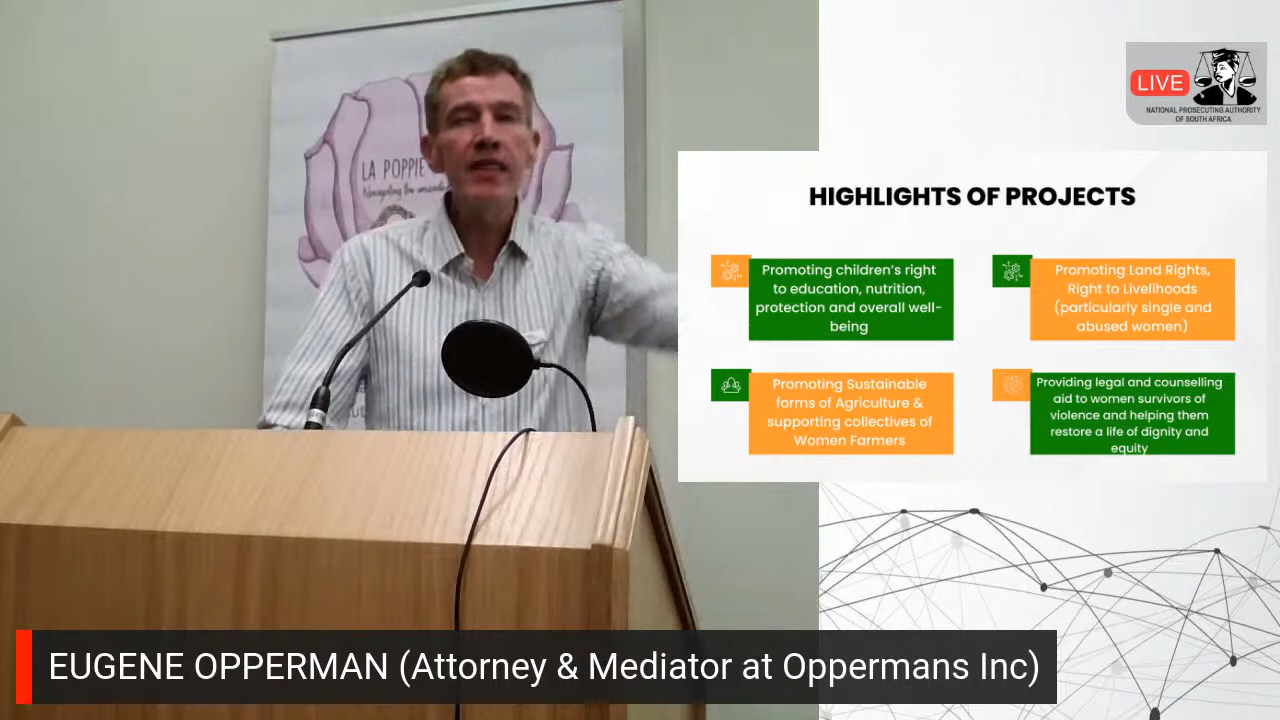 LA POPPIE
Navigating the
LIVE
NATIONAL PROSECUTING AUTHORITY
OF SOUTH AFRICA
HIGHLIGHTS OF PROJECTS
Promoting children's right
to education, nutrition,
protection and overall well-
being
Promoting Land Rights,
Right to Livelihoods
(particularly single and
abused women)
Promoting Sustainable
forms of Agriculture &
supporting collectives of
Women Farmers
Providing legal and counselling
aid to women survivors of
violence and helping them
restore a life of dignity and
equity
EUGENE OPPERMAN (Attorney & Mediator at Oppermans Inc)